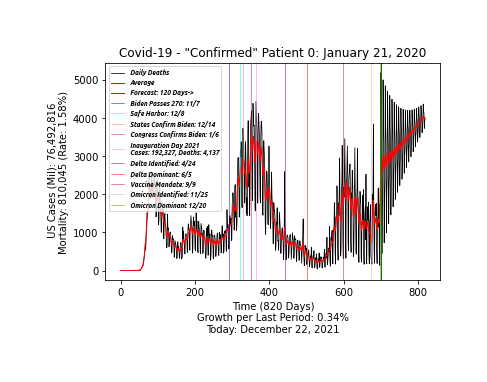 Covid-19 - "Confirmed" Patient 0: January 21, 2020
Daily Deaths
Average
Forecast: 120 Days->
Biden Passes 270: 11/7
Safe Harbor: 12/8
States Confirm Biden: 12/14
Congress Confirms Biden: 1/6
Inauguration Day 2021
Cases: 192,327, Deaths: 4,137
Delta Identified: 4/24
Delta Dominant: 6/5
Vaccine Mandate: 9/9
Omicron Identified: 11/25
Omicron Dominant 12/20
US Cases (Mil): 76,492,816
Mortality: 810,045 (Rate: 1.58%)
5000
4000
3000
2000
1000
0
0
200
400
600
800
Time (820 Days)
Growth per Last Period: 0.34%
Today: December 22, 2021